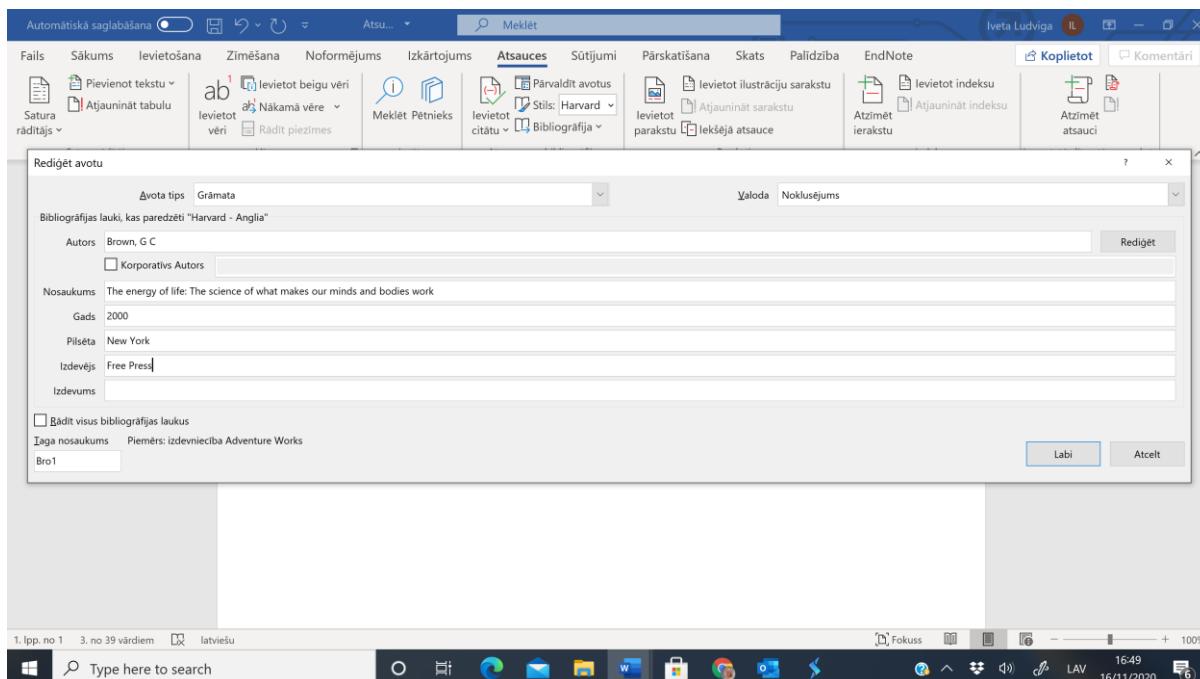 Automātiskā saglabāšana Atsu... Meklēt Iveta Ludviga IL
Fails Sākums Ievietošana Zīmēšana Noformējums Izkārtojums Atsauces Sūtījumi Pārskatīšana Skats Palīdzība EndNote Koplietot Komentāri
Pievienot tekstu ab 1 Ievietot beigu vēri Pārvaldīt avotus Ievietot ilustrāciju sarakstu Ievietot indeksu
Atjaunināt tabulu Nākamā vēre Stils: Harvard Atjaunināt sarakstu Atjaunināt indeksu
Satura rādītājs Ievietot vēri Rādīt piezīmes Meklēt Pētnieks Ievietot citātu Bibliogrāfija Ievietot parakstu Iekšējā atsauce Atzīmēt ierakstu Atzīmēt atsauci
Rediģēt avotu ? ×
Avota tips Grāmata Valoda Noklusējums
Bibliogrāfijas lauki, kas paredzēti "Harvard - Anglia"
Autors Brown, G C Rediģēt
Korporatīvs Autors
Nosaukums The energy of life: The science of what makes our minds and bodies work
Gads 2000
Pilsēta New York
Izdevējs Free Press
Izdevums
Rādīt visus bibliogrāfijas laukus
Taga nosaukums Piemērs: izdevniecība Adventure Works
Bro1 Labi Atcelt
1. lpp. no 1 3. no 39 vārdiem latviešu Fokuss 100%
Type here to search LAV 16:49
16/11/2020 6